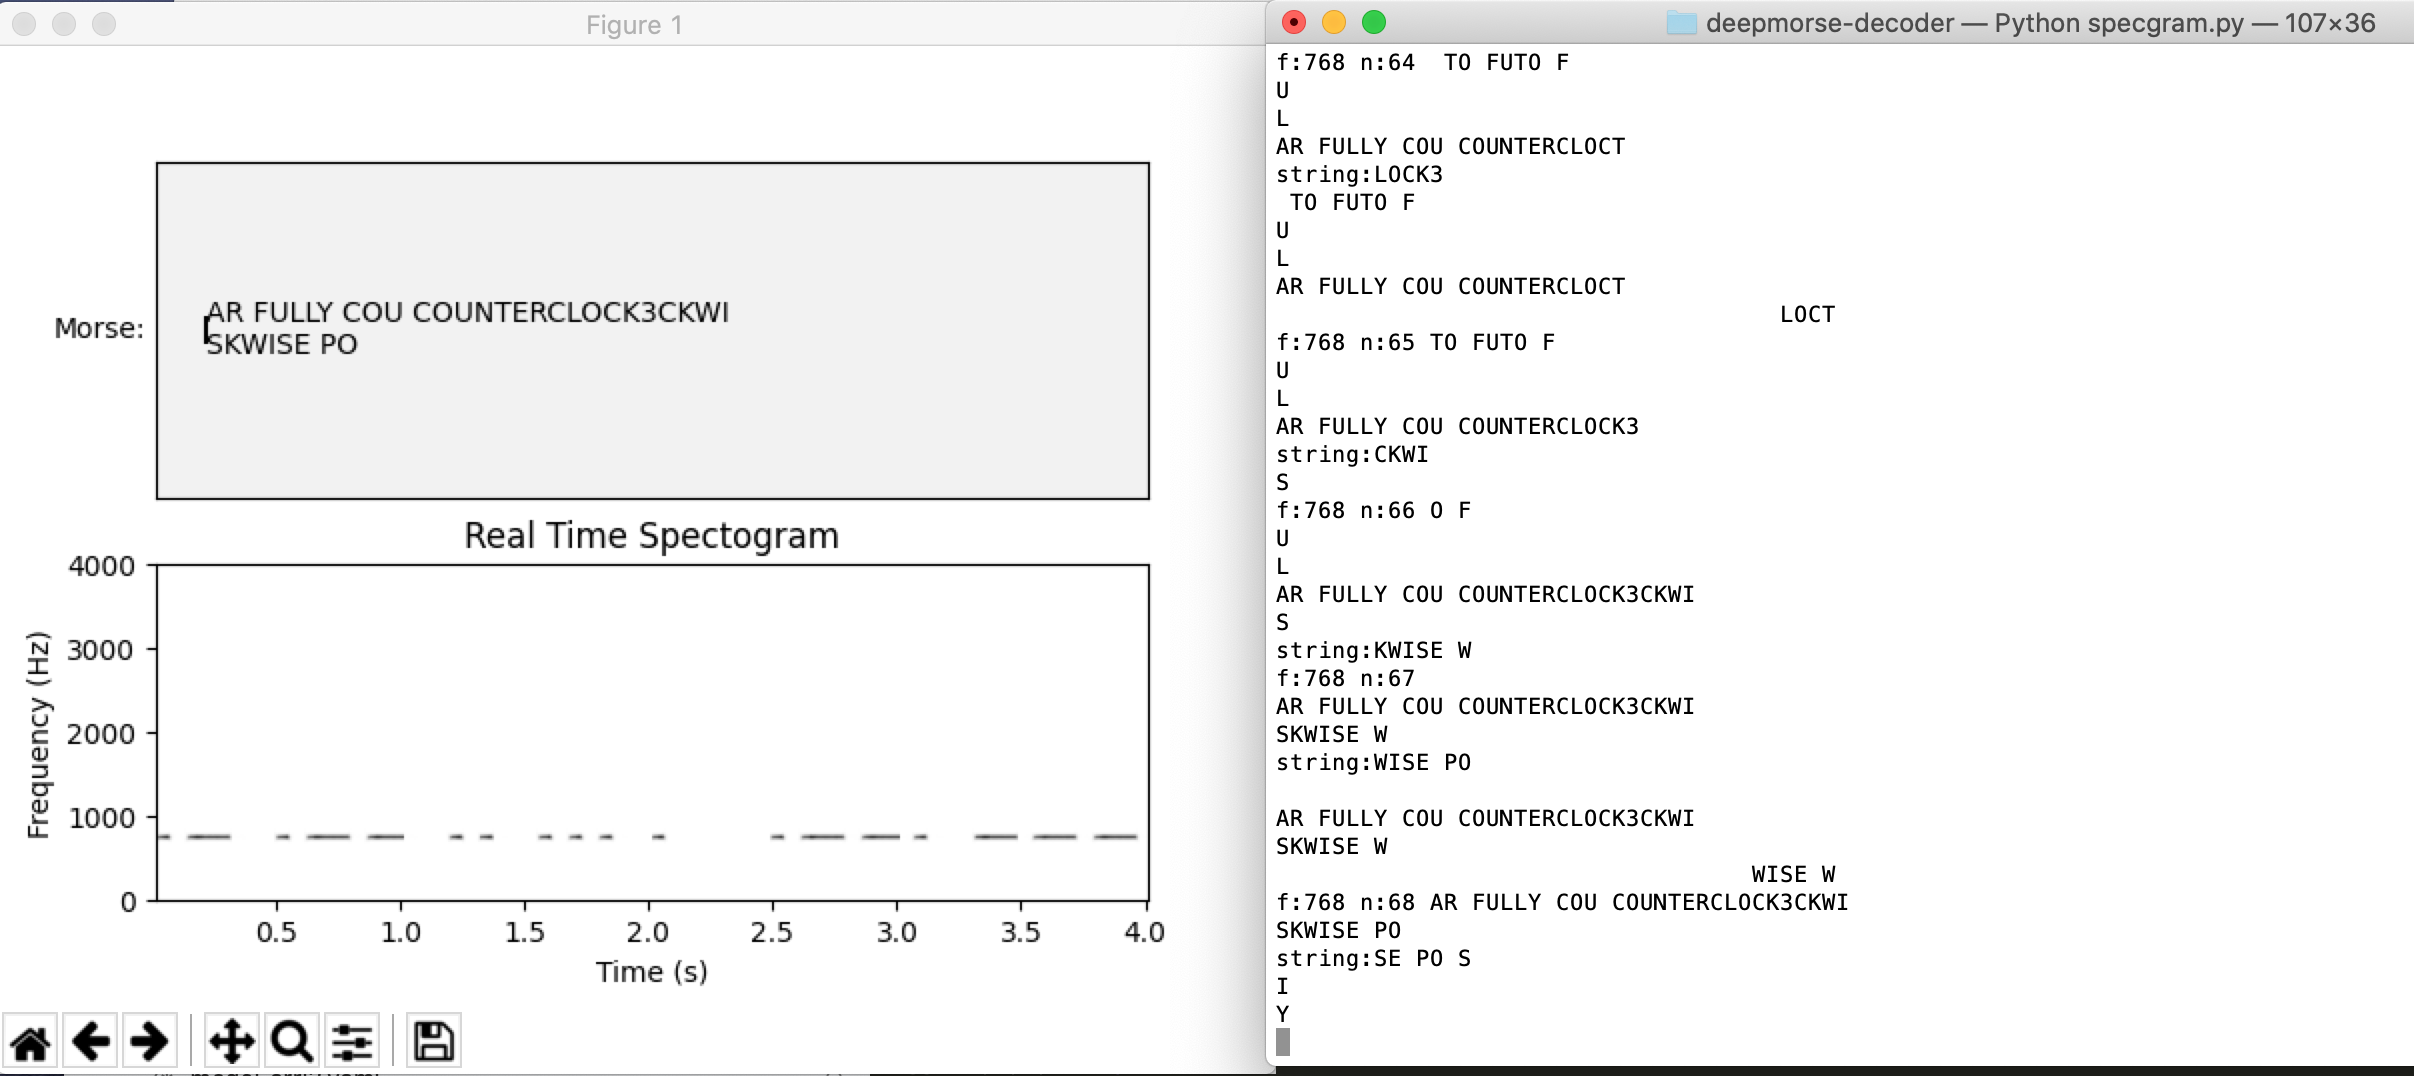 Figure 1
Morse:
AR FULLY COU COUNTERCLOCK3CKWI
SKWISE PO
Real Time Spectogram
Frequency (Hz)
4000
3000
2000
1000
0
0.5 1.0 1.5 2.0 2.5 3.0 3.5 4.0
Time (s)
deepmorse-decoder — Python specgram.py — 107×36
f:768 n:64  TO FUTO F
U
L
AR FULLY COU COUNTERCLOCT
string:LOCK3
 TO FUTO F
U
L
AR FULLY COU COUNTERCLOCT
LOCT
f:768 n:65 TO FUTO F
U
L
AR FULLY COU COUNTERCLOCK3
string:CKWI
S
f:768 n:66 O F
U
L
AR FULLY COU COUNTERCLOCK3CKWI
S
string:KWISE W
f:768 n:67
AR FULLY COU COUNTERCLOCK3CKWI
SKWISE W
string:WISE PO
AR FULLY COU COUNTERCLOCK3CKWI
SKWISE W
WISE W
f:768 n:68 AR FULLY COU COUNTERCLOCK3CKWI
SKWISE PO
string:SE PO S
I
Y